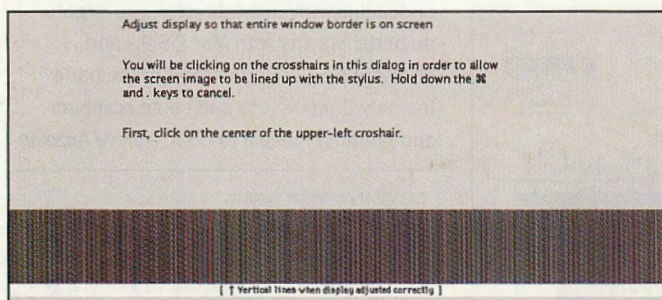 Adjust display so that entire window border is on screen
You will be clicking on the crosshairs in this dialog in order to allow
the screen image to be lined up with the stylus. Hold down the ⌘
and . keys to cancel.
First, click on the center of the upper-left croshair.
[ ↑ Vertical lines when display adjusted correctly ]